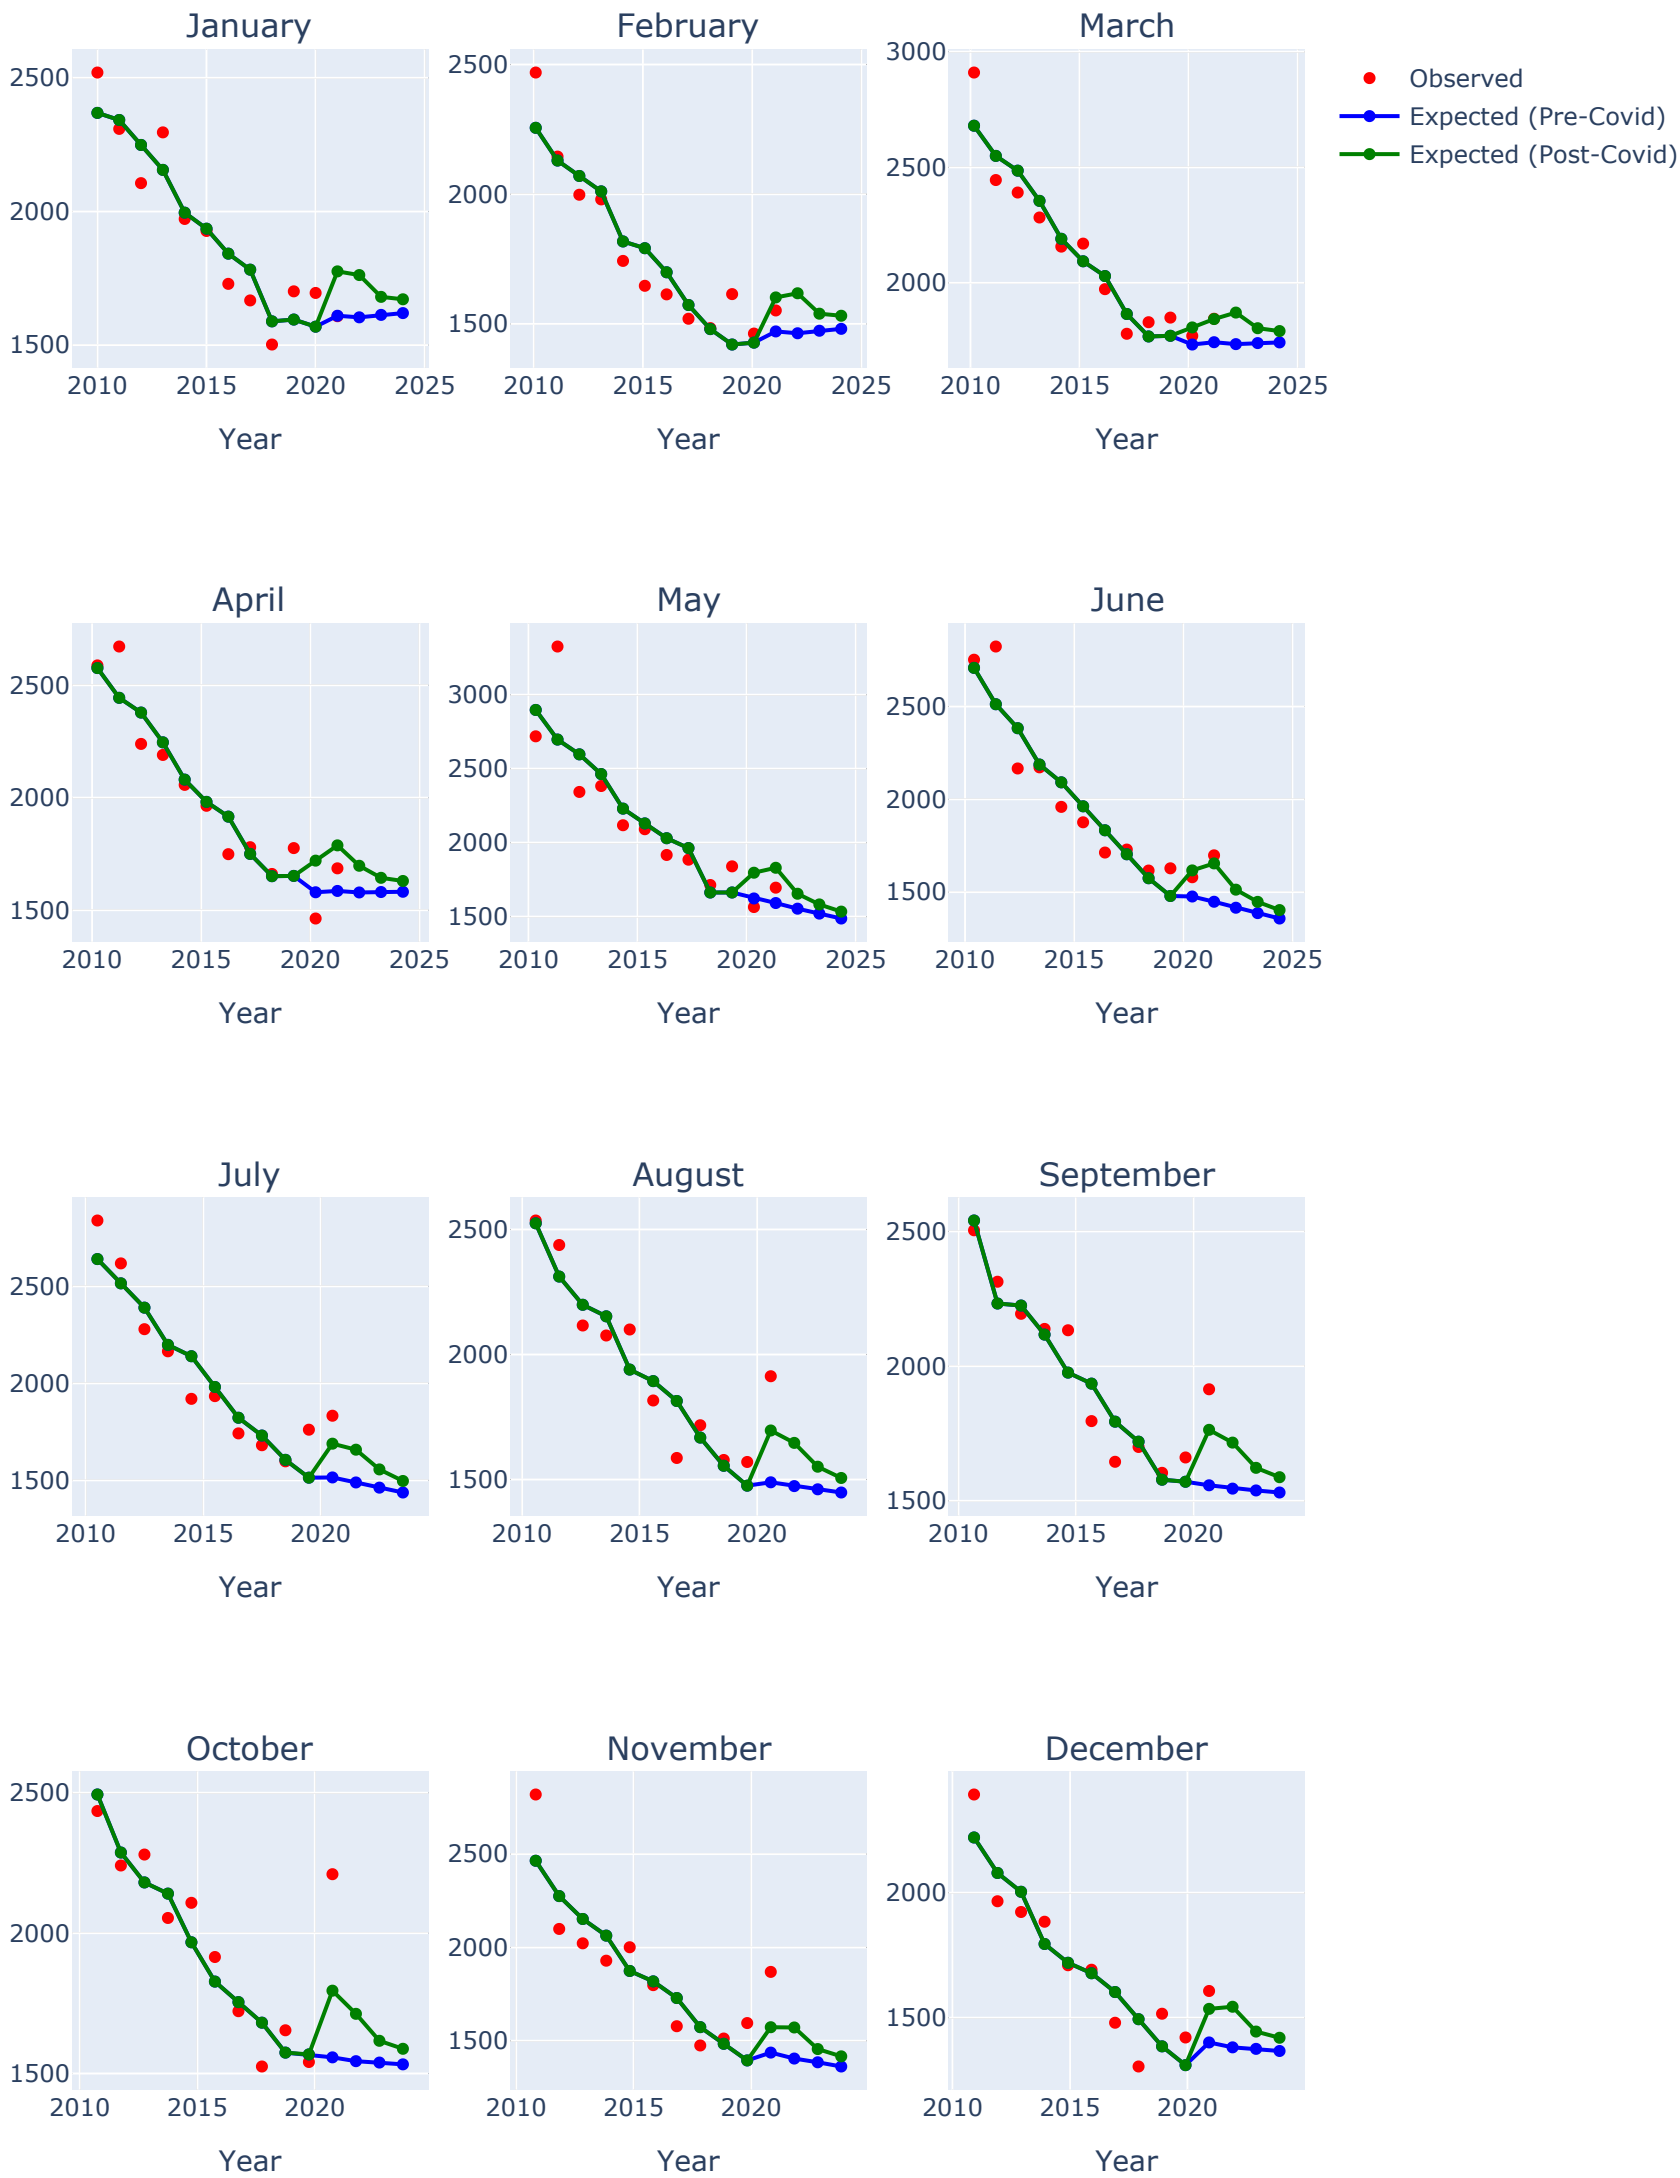 January February March
2500
2000
1500
2010 2015 2020 2025
Year
2500
2000
1500
2010 2015 2020 2025
Year
3000
2500
2000
2010 2015 2020 2025
Year
Observed
Expected (Pre-Covid)
Expected (Post-Covid)
April May June
2500
2000
1500
2010 2015 2020 2025
Year
3000
2500
2000
1500
2010 2015 2020 2025
Year
2500
2000
1500
2010 2015 2020 2025
Year
July August September
2500
2000
1500
2010 2015 2020
Year
2500
2000
1500
2010 2015 2020
Year
2500
2000
1500
2010 2015 2020
Year
October November December
2500
2000
1500
2010 2015 2020
Year
2500
2000
1500
2010 2015 2020
Year
2000
1500
2010 2015 2020
Year